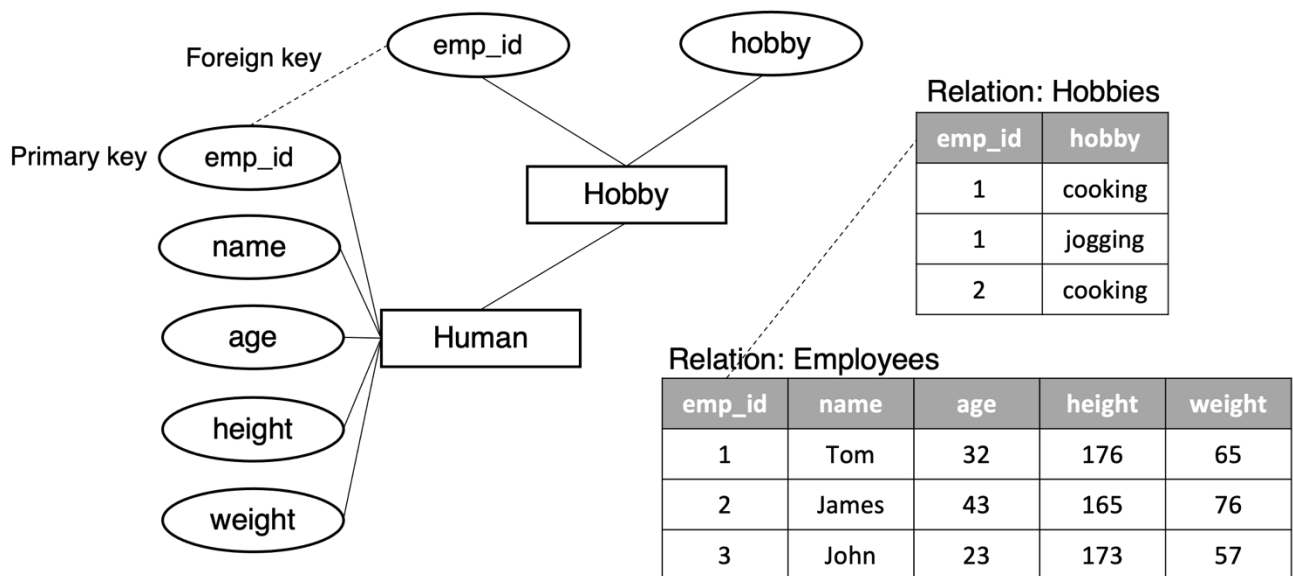 emp_id
hobby
Foreign key
Primary key
emp_id
name
age
height
weight
Hobby
Human
Relation: Hobbies
emp_id hobby
1 cooking
1 jogging
2 cooking
Relation: Employees
emp_id name age height weight
1 Tom 32 176 65
2 James 43 165 76
3 John 23 173 57